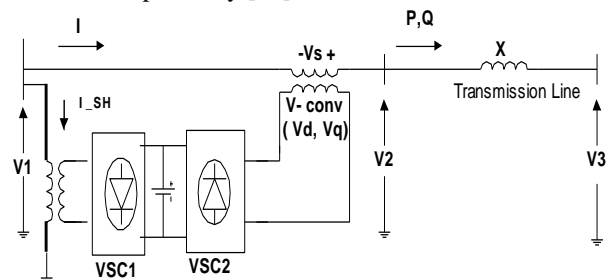 I
P,Q
-Vs +
X
Transmission Line
I_SH
V- conv
( Vd, Vq)
V1
V2
V3
VSC1
VSC2